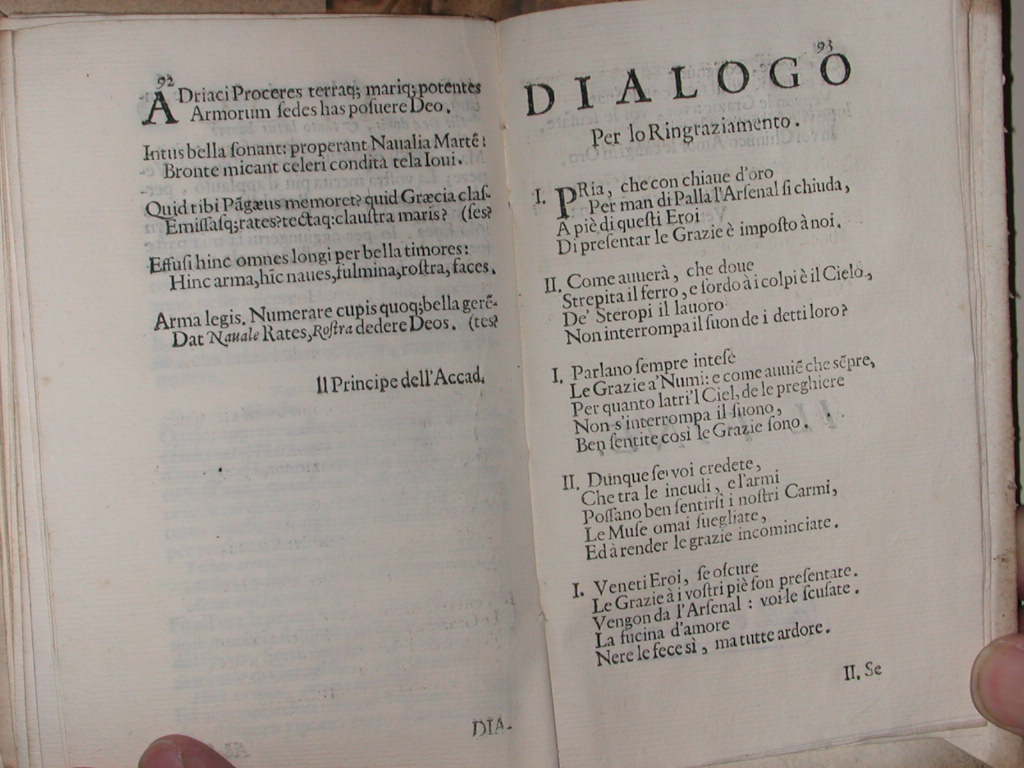 92
ADriaci Proceres terraq; mariq; potentes
Armorum sedes has posuere Deo.
Intus bella sonant: properant Naualia Martē:
Bronte micant celeri condita tela Ioui.
Quid tibi Pãgæus memoret? quid Græcia clas-
Emissasq; rates? tectaq: claustra maris? (ses?
Effusi hinc omnes longi per bella timores:
Hinc arma, hîc naues, fulmina, rostra, faces.
Arma legis. Numerare cupis quoq; bella gerē-
Dat Nauale Rates, Rostra dedere Deos. (tes?
Il Principe dell'Accad.
DIA-
93
DIALOGO
Per lo Ringraziamento.
I. PRia, che con chiaue d'oro
Per man di Palla l'Arsenal si chiuda,
A piè di questi Eroi
Di presentar le Grazie è imposto à noi.
II. Come auuerà, che doue
Strepita il ferro, e sordo à i colpi è il Cielo,
De' Steropi il lauoro
Non interrompa il suon de i detti loro?
I. Parlano sempre intese
Le Grazie a' Numi: e come auuiē che sēpre,
Per quanto latri'l Ciel, de le preghiere
Non s'interrompa il suono,
Ben sentite così le Grazie sono.
II. Dunque se voi credete,
Che tra le incudi, e l'armi
Possano ben sentirsi i nostri Carmi,
Le Muse omai suegliate,
Ed à render le grazie incominciate.
I. Veneti Eroi, se oscure
Le Grazie à i vostri piè son presentate.
Vengon da l'Arsenal: voi le scusate.
La fucina d'amore
Nere le fece sì, ma tutte ardore.
II. Se